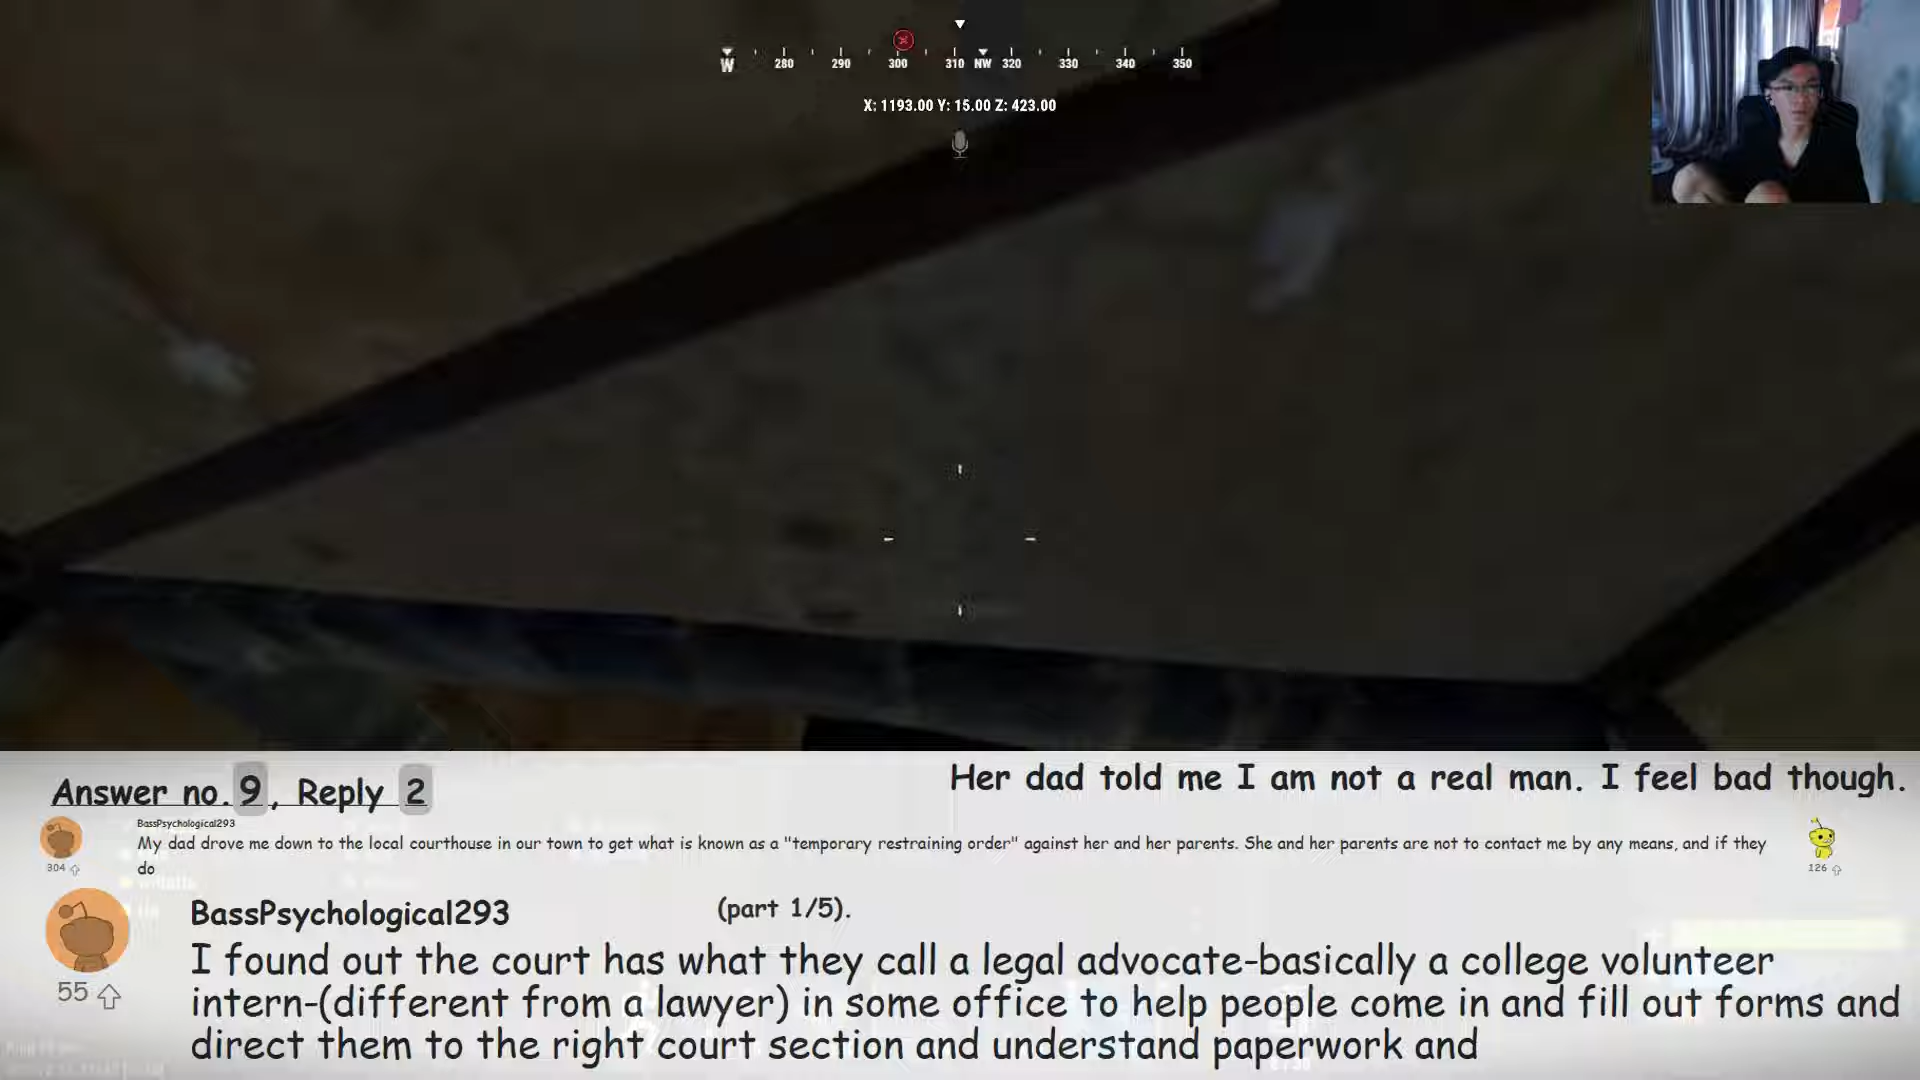 W 280 290 300 310 NW 320 330 340 350
X: 1193.00 Y: 15.00 Z: 423.00
Answer no. 9, Reply 2
Her dad told me I am not a real man. I feel bad though.
BassPsychological293
My dad drove me down to the local courthouse in our town to get what is known as a "temporary restraining order" against her and her parents. She and her parents are not to contact me by any means, and if they
do
304
126
BassPsychological293 (part 1/5).
I found out the court has what they call a legal advocate-basically a college volunteer
intern-(different from a lawyer) in some office to help people come in and fill out forms and
direct them to the right court section and understand paperwork and
55